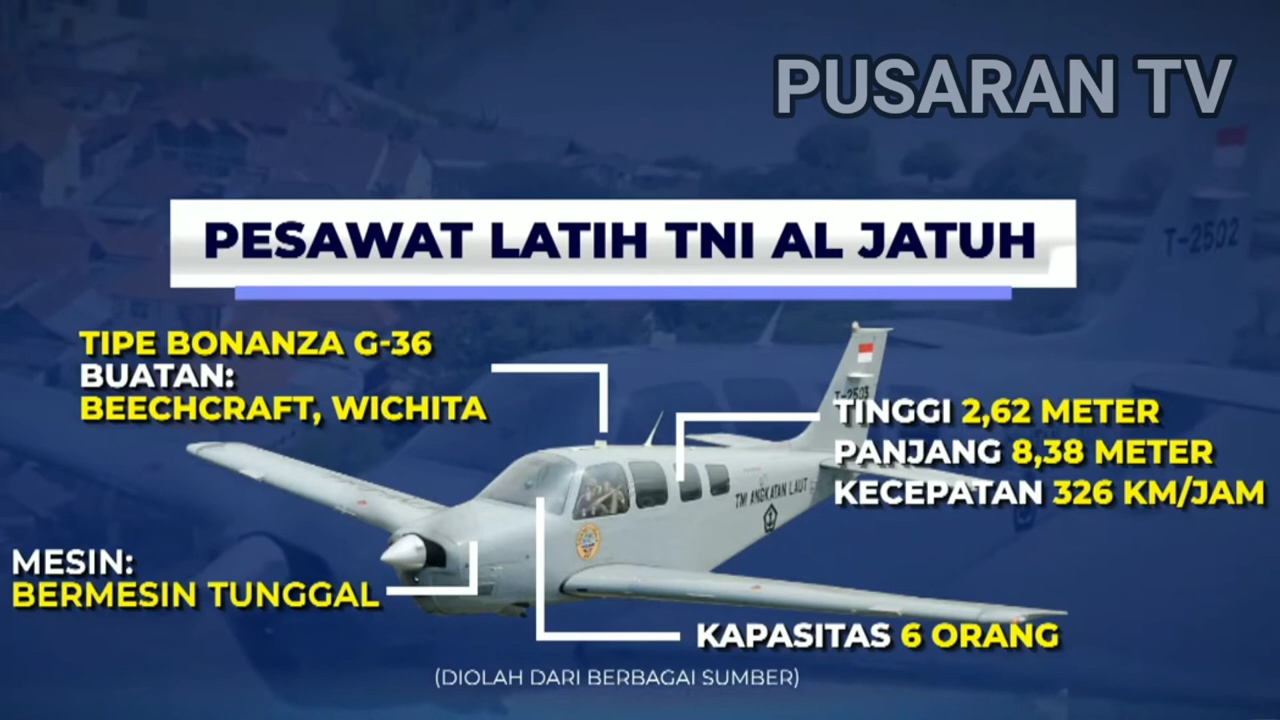 PUSARAN TV
T-2502
PESAWAT LATIH TNI AL JATUH
TIPE BONANZA G-36
BUATAN:
BEECHCRAFT, WICHITA
T-2503
TINGGI 2,62 METER
PANJANG 8,38 METER
KECEPATAN 326 KM/JAM
TNI ANGKATAN LAUT
MESIN:
BERMESIN TUNGGAL
KAPASITAS 6 ORANG
(DIOLAH DARI BERBAGAI SUMBER)